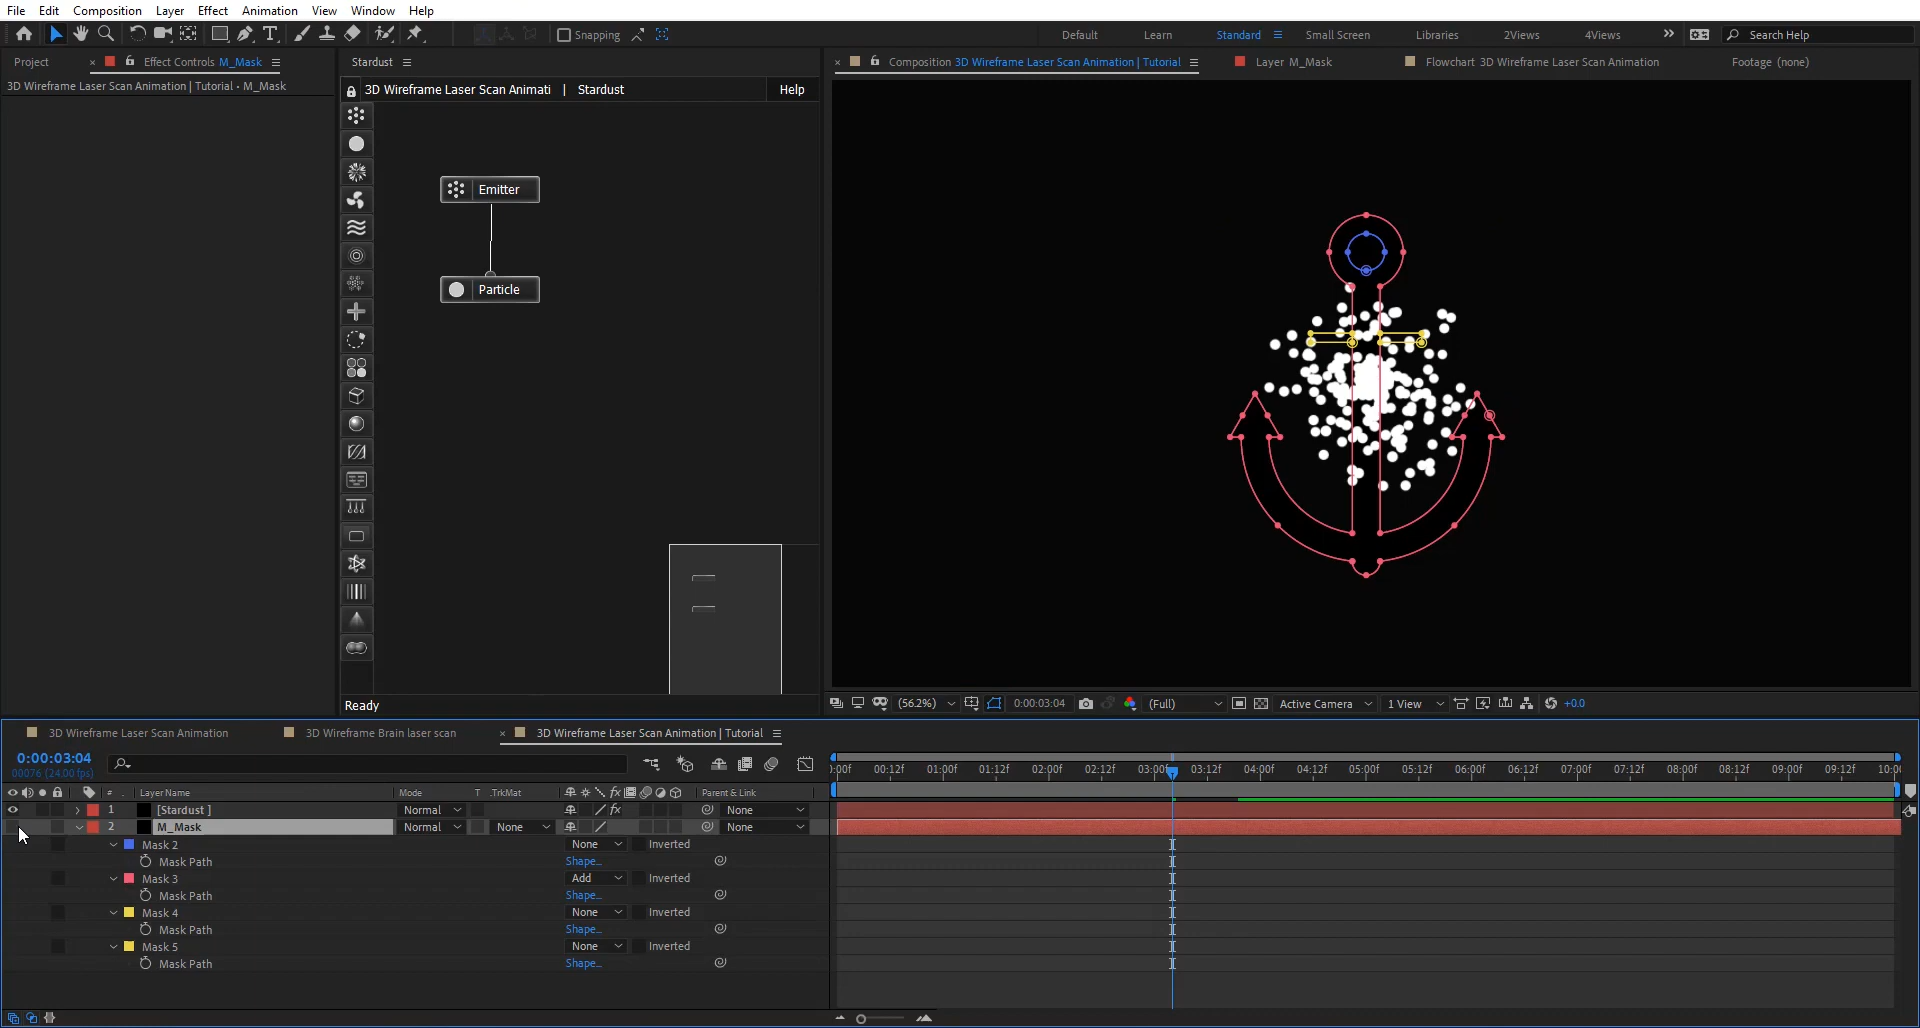 File Edit Composition Layer Effect Animation View Window Help
Snapping Default Learn Standard Small Screen Libraries 2Views 4Views Search Help
Project Effect Controls M_Mask Stardust Composition 3D Wireframe Laser Scan Animation | Tutorial Layer M_Mask Flowchart 3D Wireframe Laser Scan Animation Footage (none)
3D Wireframe Laser Scan Animation | Tutorial • M_Mask
3D Wireframe Laser Scan Animati | Stardust Help
Emitter
Particle
Ready
(56.2%) 0:00:03:04 (Full) Active Camera 1 View +0.0
3D Wireframe Laser Scan Animation 3D Wireframe Brain laser scan 3D Wireframe Laser Scan Animation | Tutorial
0:00:03:04
00076 (24.00 fps)
):00f 00:12f 01:00f 01:12f 02:00f 02:12f 03:00f 03:12f 04:00f 04:12f 05:00f 05:12f 06:00f 06:12f 07:00f 07:12f 08:00f 08:12f 09:00f 09:12f 10:00
# Layer Name Mode T .TrkMat Parent & Link
1 [Stardust ] Normal None
2 M_Mask Normal None None
Mask 2 None Inverted
Mask Path Shape...
Mask 3 Add Inverted
Mask Path Shape...
Mask 4 None Inverted
Mask Path Shape...
Mask 5 None Inverted
Mask Path Shape...